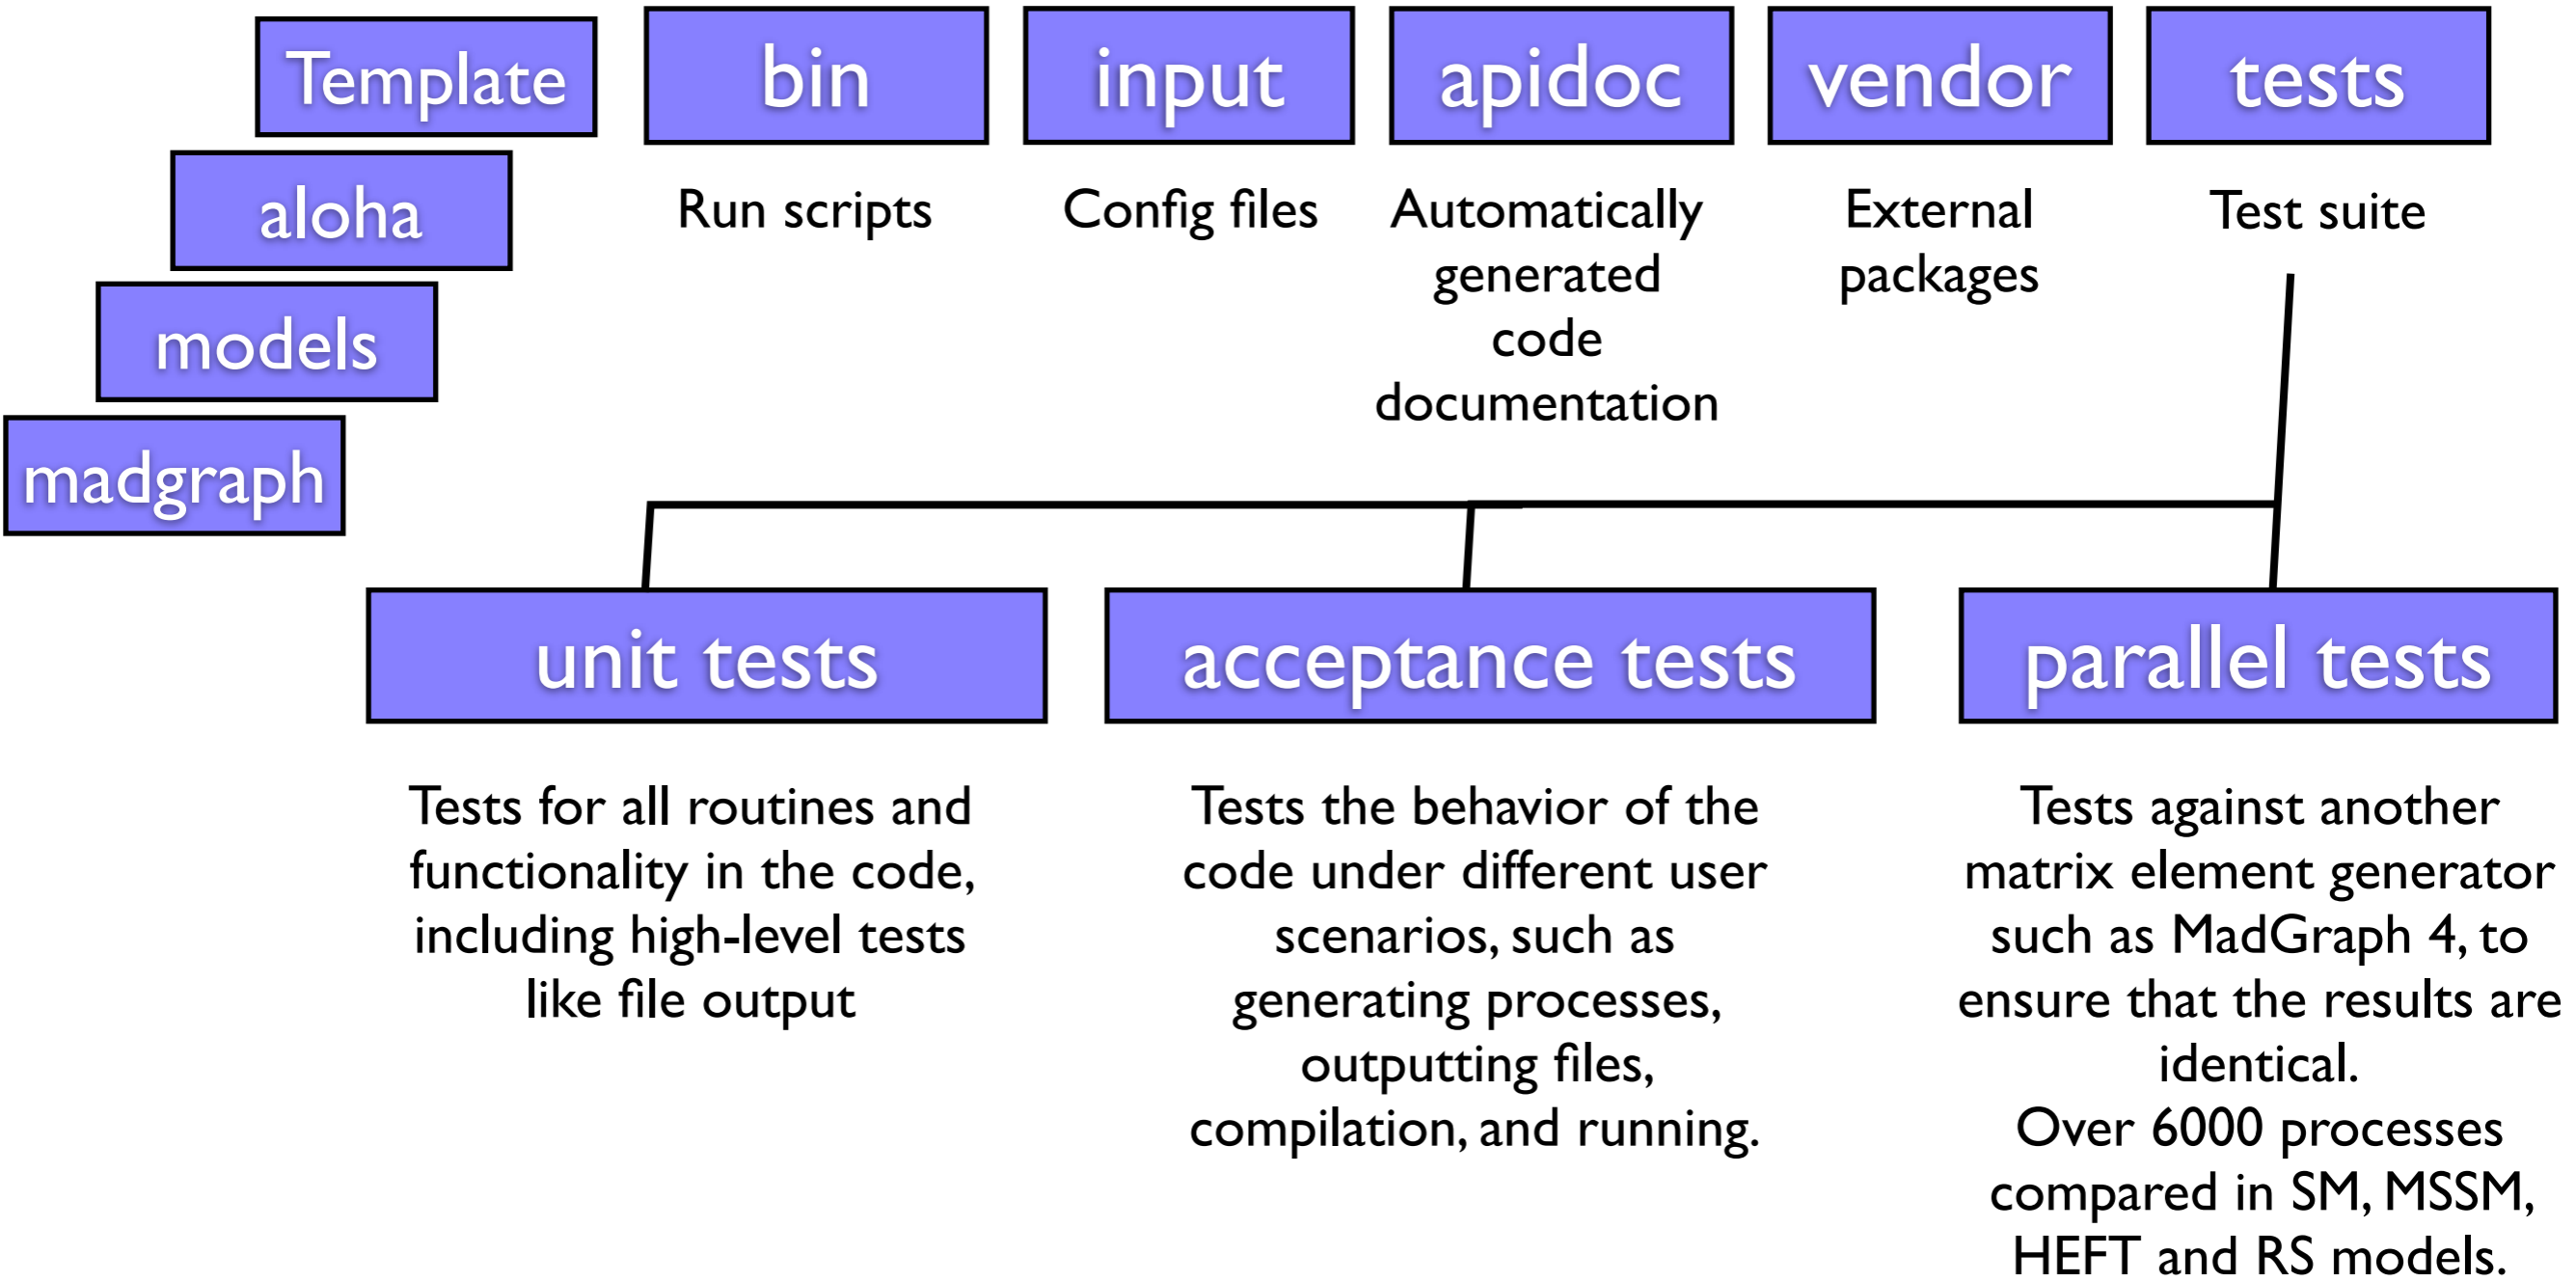 Template
bin
input
apidoc
vendor
tests
aloha
models
madgraph
Run scripts
Config files
Automatically
generated
code
documentation
External
packages
Test suite
unit tests
acceptance tests
parallel tests
Tests for all routines and
functionality in the code,
including high-level tests
like file output
Tests the behavior of the
code under different user
scenarios, such as
generating processes,
outputting files,
compilation, and running.
Tests against another
matrix element generator
such as MadGraph 4, to
ensure that the results are
identical.
Over 6000 processes
compared in SM, MSSM,
HEFT and RS models.